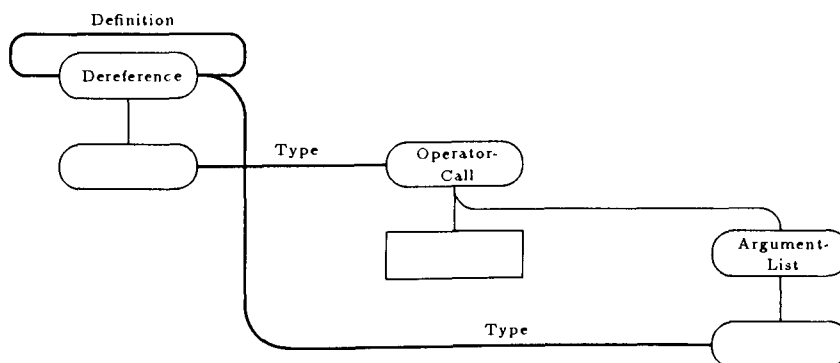 Definition
Dereference
Type
Operator-
Call
Argument-
List
Type